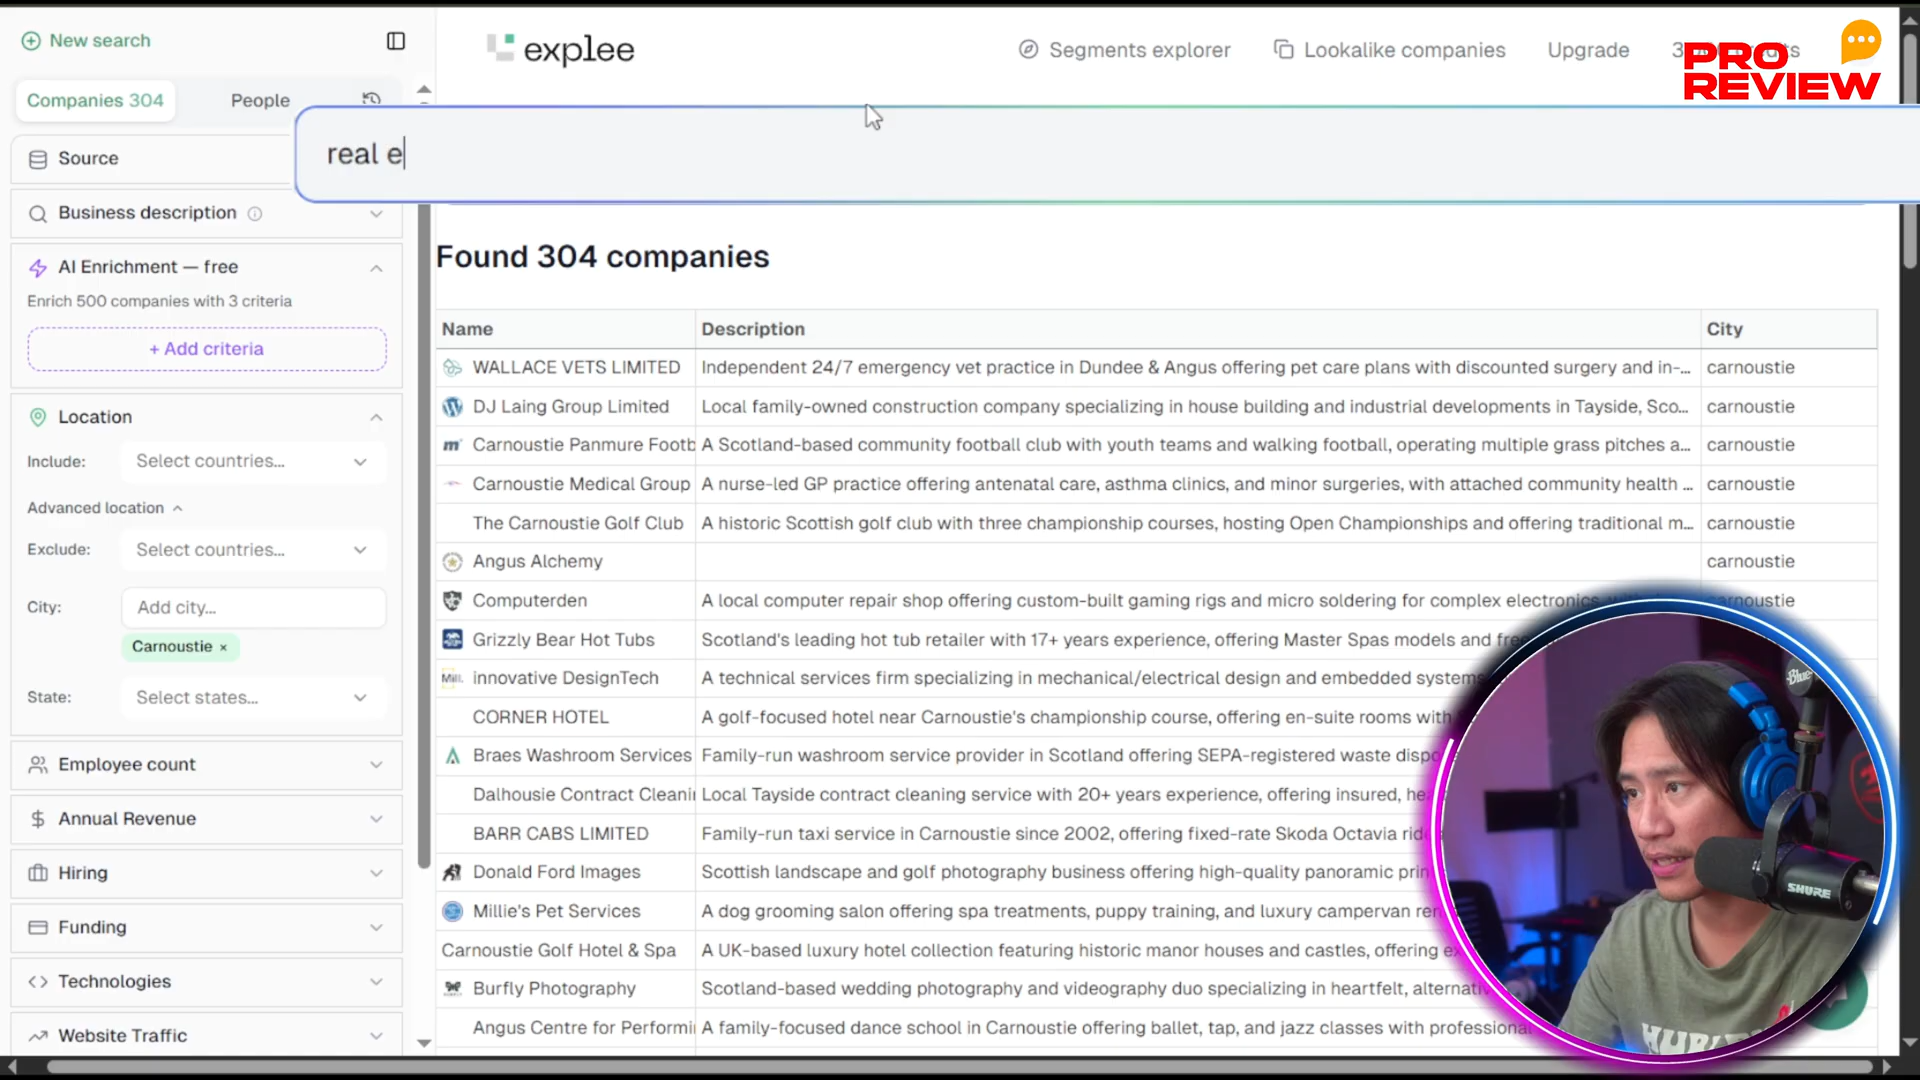 New search
explee
Segments explorer
Lookalike companies
Upgrade
PRO
REVIEW
Companies 304
People
real e
Source
Business description
AI Enrichment — free
Enrich 500 companies with 3 criteria
+ Add criteria
Location
Include:
Select countries...
Advanced location
Exclude:
Select countries...
City:
Add city...
Carnoustie ×
State:
Select states...
Employee count
Annual Revenue
Hiring
Funding
Technologies
Website Traffic
Found 304 companies
Name
Description
City
WALLACE VETS LIMITED
Independent 24/7 emergency vet practice in Dundee & Angus offering pet care plans with discounted surgery and in-...
carnoustie
DJ Laing Group Limited
Local family-owned construction company specializing in house building and industrial developments in Tayside, Sco...
carnoustie
Carnoustie Panmure Footb
A Scotland-based community football club with youth teams and walking football, operating multiple grass pitches a...
carnoustie
Carnoustie Medical Group
A nurse-led GP practice offering antenatal care, asthma clinics, and minor surgeries, with attached community health ...
carnoustie
The Carnoustie Golf Club
A historic Scottish golf club with three championship courses, hosting Open Championships and offering traditional m...
carnoustie
Angus Alchemy
carnoustie
Computerden
A local computer repair shop offering custom-built gaming rigs and micro soldering for complex electronics
carnoustie
Grizzly Bear Hot Tubs
Scotland's leading hot tub retailer with 17+ years experience, offering Master Spas models and
innovative DesignTech
A technical services firm specializing in mechanical/electrical design and embedded systems
CORNER HOTEL
A golf-focused hotel near Carnoustie's championship course, offering en-suite rooms with
Braes Washroom Services
Family-run washroom service provider in Scotland offering SEPA-registered waste
Dalhousie Contract Cleani
Local Tayside contract cleaning service with 20+ years experience, offering insured,
BARR CABS LIMITED
Family-run taxi service in Carnoustie since 2002, offering fixed-rate Skoda Octavia
Donald Ford Images
Scottish landscape and golf photography business offering high-quality panoramic
Millie's Pet Services
A dog grooming salon offering spa treatments, puppy training, and luxury campervan
Carnoustie Golf Hotel & Spa
A UK-based luxury hotel collection featuring historic manor houses and castles, offering
Burfly Photography
Scotland-based wedding photography and videography duo specializing in heartfelt,
Angus Centre for Performi
A family-focused dance school in Carnoustie offering ballet, tap, and jazz classes with professional
Blue
SHURE